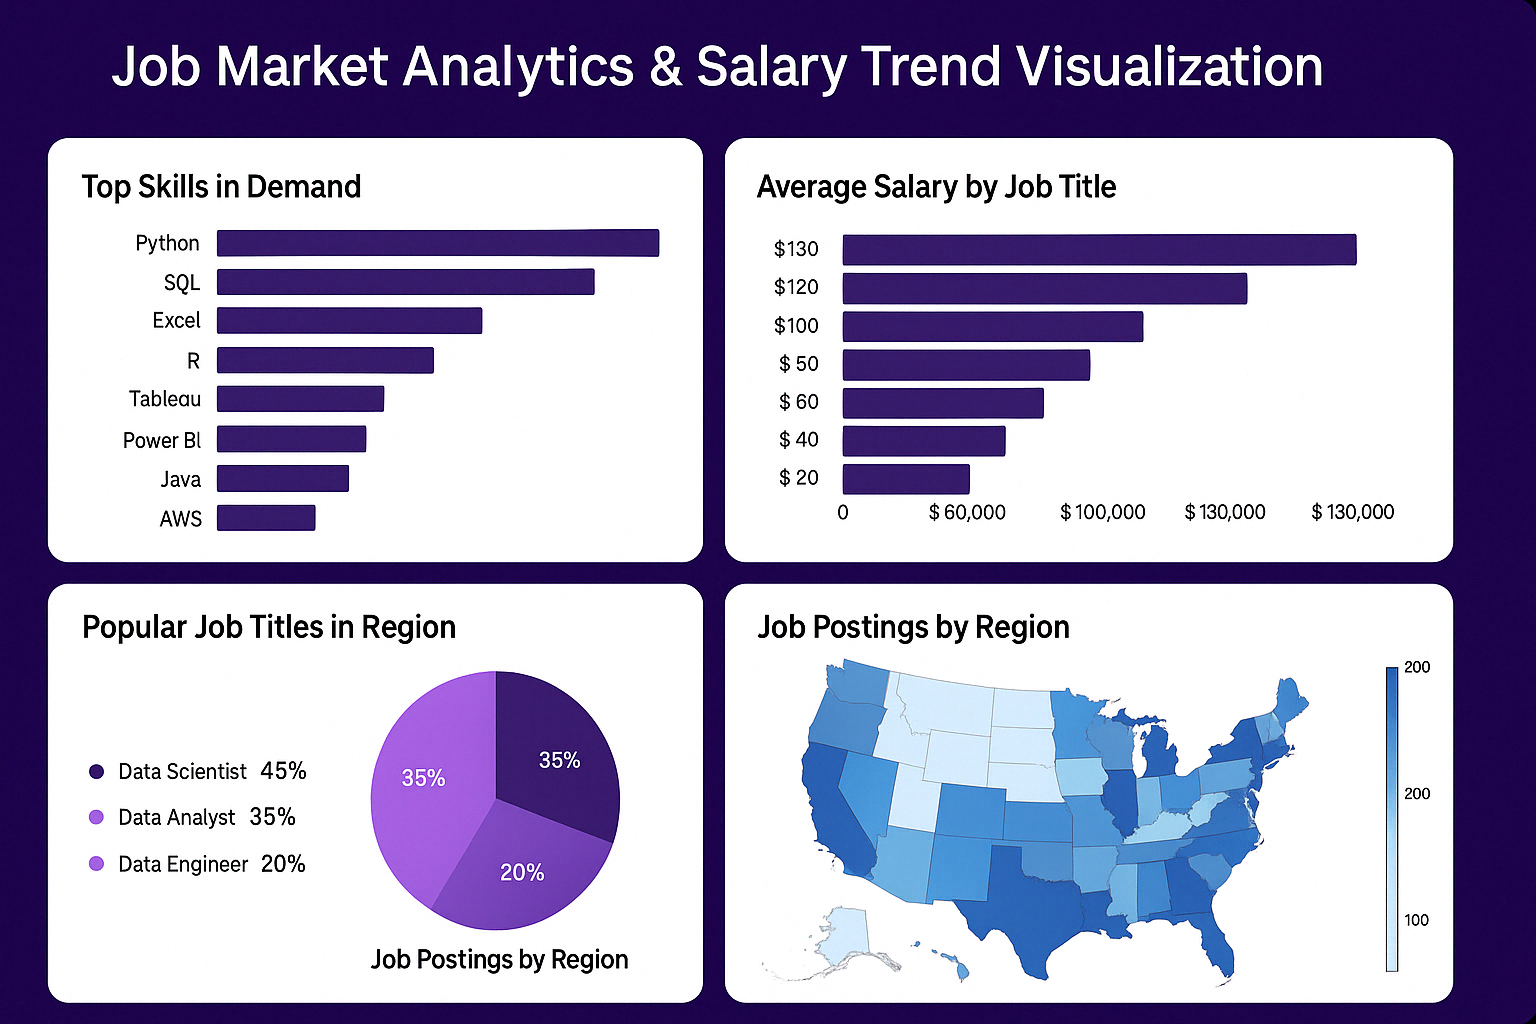 Job Market Analytics & Salary Trend Visualization
Top Skills in Demand
Python
SQL
Excel
R
Tableau
Power BI
Java
AWS
Average Salary by Job Title
$130
$120
$100
$ 50
$ 60
$ 40
$ 20
0 $ 60,000 $ 100,000 $ 130,000 $ 130,000
Popular Job Titles in Region
Data Scientist 45%
Data Analyst 35%
Data Engineer 20%
35%
35%
20%
Job Postings by Region
Job Postings by Region
200
200
100